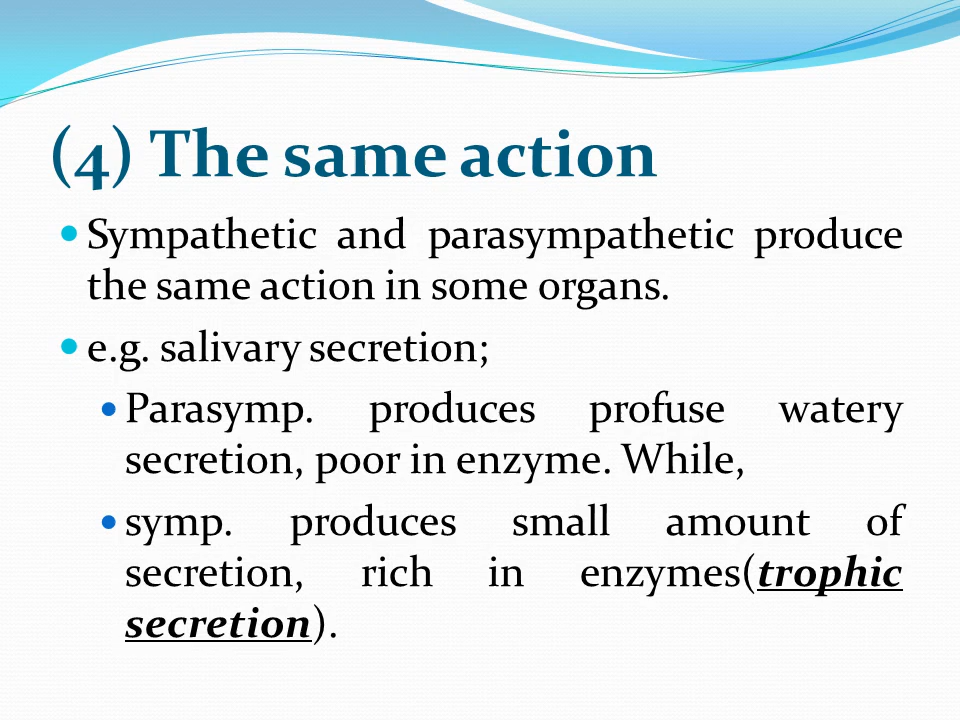 (4) The same action
Sympathetic and parasympathetic produce
the same action in some organs.
e.g. salivary secretion;
Parasymp. produces profuse watery
secretion, poor in enzyme. While,
symp. produces small amount of
secretion, rich in enzymes(trophic
secretion).